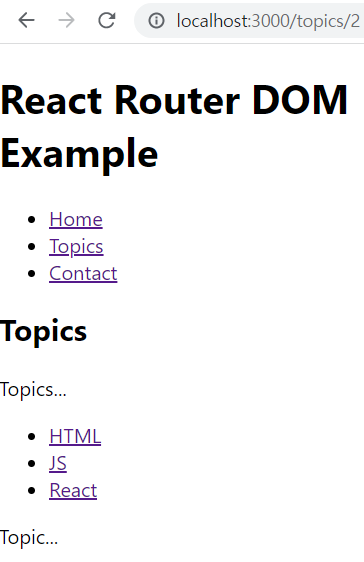 localhost:3000/topics/2
React Router DOM
Example
Home
Topics
Contact
Topics
Topics...
HTML
JS
React
Topic...